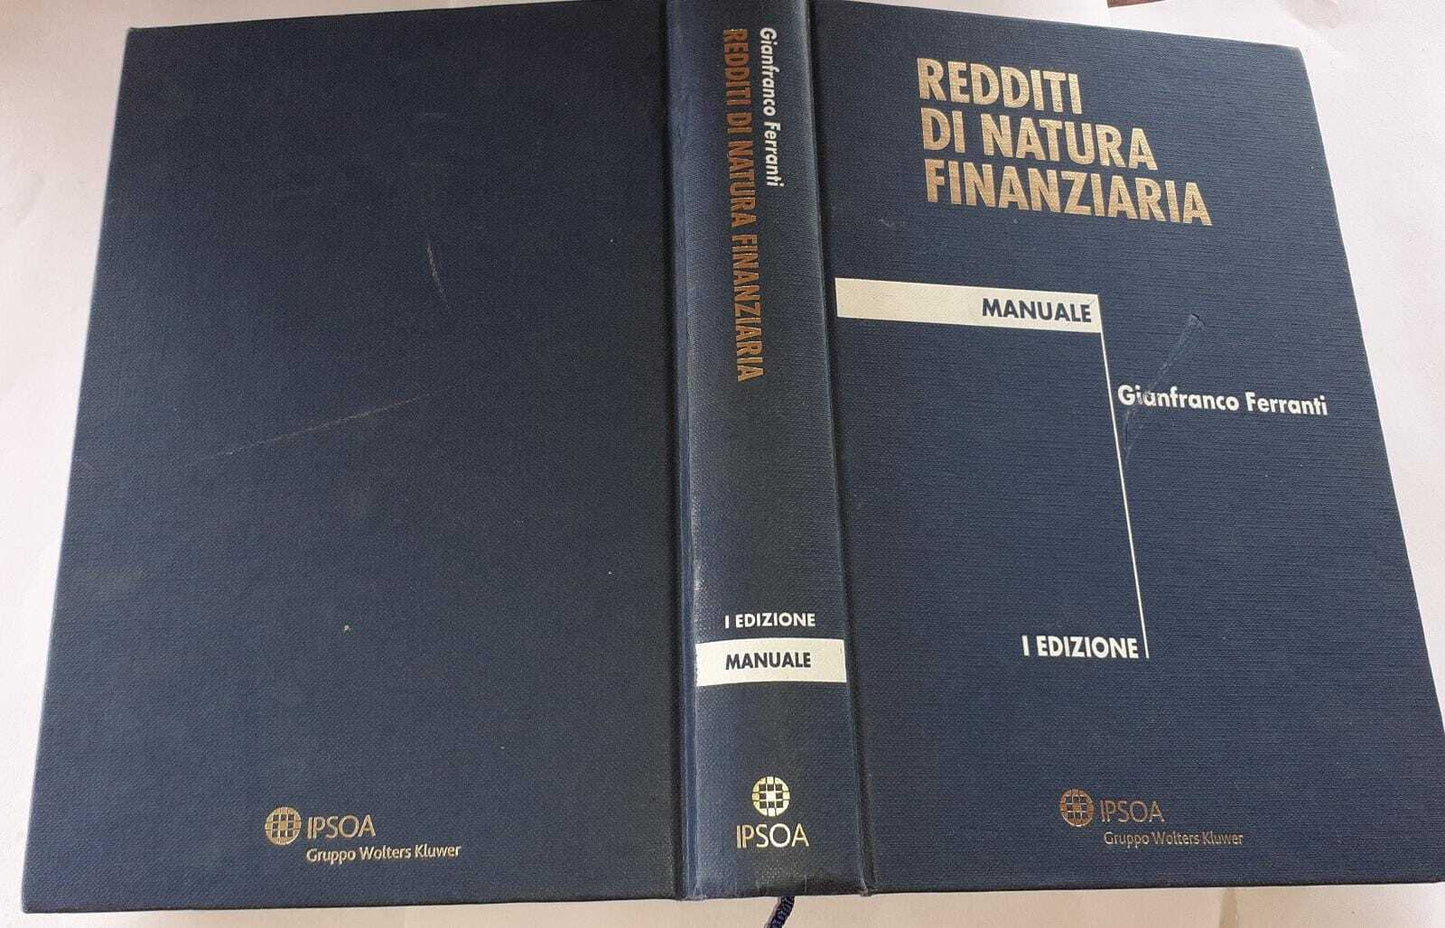 IPSOA
Gruppo Wolters Kluwer
Gianfranco Ferranti
REDDITI DI NATURA FINANZIARIA
I EDIZIONE
MANUALE
IPSOA
REDDITI
DI NATURA
FINANZIARIA
MANUALE
Gianfranco Ferranti
I EDIZIONE
IPSOA
Gruppo Wolters Kluwer